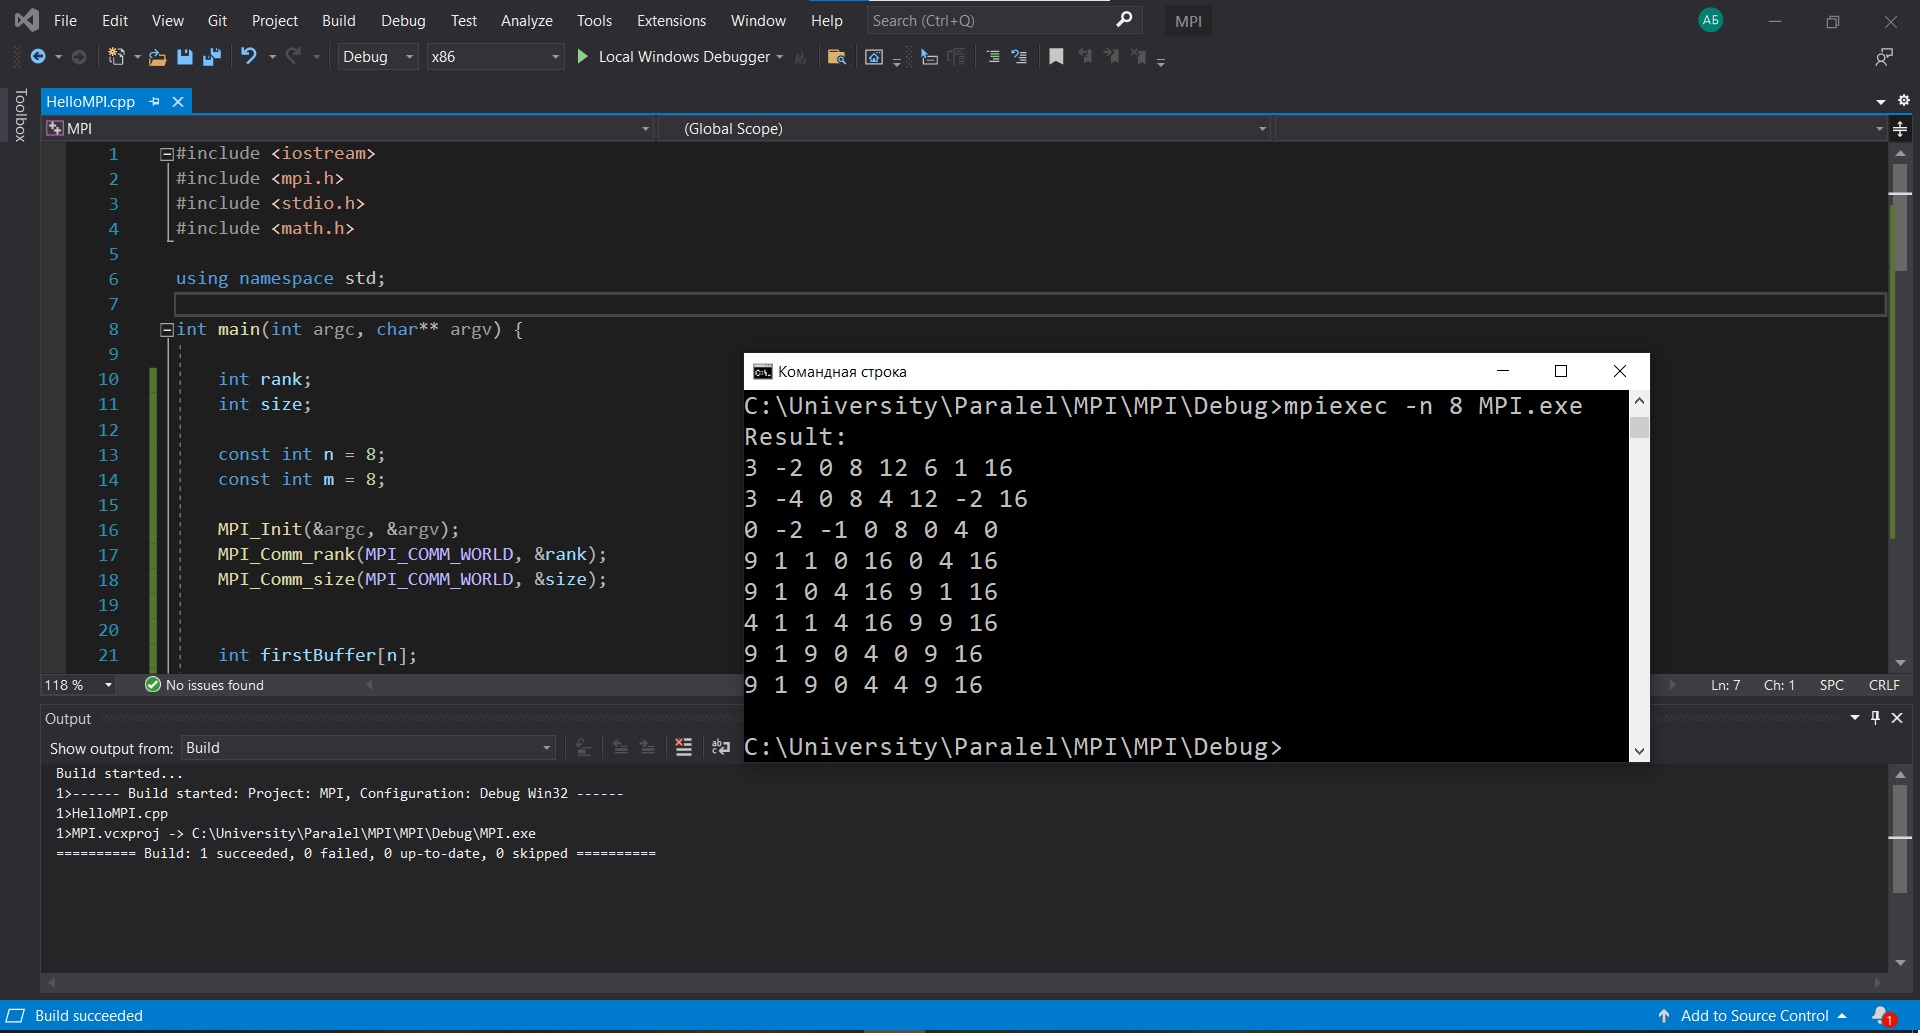 File Edit View Git Project Build Debug Test Analyze Tools Extensions Window Help Search (Ctrl+Q) MPI АБ
Debug x86 Local Windows Debugger
Toolbox
HelloMPI.cpp
MPI (Global Scope)
1 #include <iostream>
2 #include <mpi.h>
3 #include <stdio.h>
4 #include <math.h>
5
6 using namespace std;
7
8 int main(int argc, char** argv) {
9
10 int rank;
11 int size;
12
13 const int n = 8;
14 const int m = 8;
15
16 MPI_Init(&argc, &argv);
17 MPI_Comm_rank(MPI_COMM_WORLD, &rank);
18 MPI_Comm_size(MPI_COMM_WORLD, &size);
19
20
21 int firstBuffer[n];
118 % No issues found Ln: 7 Ch: 1 SPC CRLF
Командная строка
C:\University\Paralel\MPI\MPI\Debug>mpiexec -n 8 MPI.exe
Result:
3 -2 0 8 12 6 1 16
3 -4 0 8 4 12 -2 16
0 -2 -1 0 8 0 4 0
9 1 1 0 16 0 4 16
9 1 0 4 16 9 1 16
4 1 1 4 16 9 9 16
9 1 9 0 4 0 9 16
9 1 9 0 4 4 9 16
C:\University\Paralel\MPI\MPI\Debug>
Output
Show output from: Build
Build started...
1>------ Build started: Project: MPI, Configuration: Debug Win32 ------
1>HelloMPI.cpp
1>MPI.vcxproj -> C:\University\Paralel\MPI\MPI\Debug\MPI.exe
========== Build: 1 succeeded, 0 failed, 0 up-to-date, 0 skipped ==========
Build succeeded Add to Source Control 1